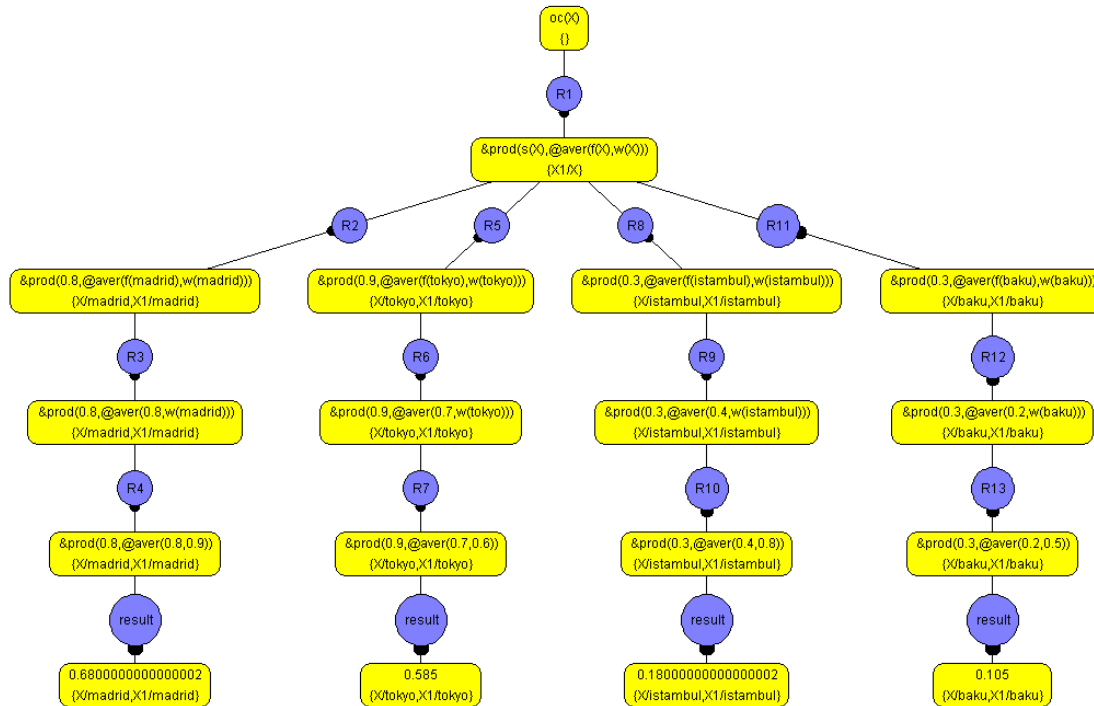 oc(X)
{}
R1
&prod(s(X),@aver(f(X),w(X)))
{X1/X}
R2
R5
R8
R11
&prod(0.8,@aver(f(madrid),w(madrid)))
{X/madrid,X1/madrid}
&prod(0.9,@aver(f(tokyo),w(tokyo)))
{X/tokyo,X1/tokyo}
&prod(0.3,@aver(f(istambul),w(istambul)))
{X/istambul,X1/istambul}
&prod(0.3,@aver(f(baku),w(baku)))
{X/baku,X1/baku}
R3
R6
R9
R12
&prod(0.8,@aver(0.8,w(madrid)))
{X/madrid,X1/madrid}
&prod(0.9,@aver(0.7,w(tokyo)))
{X/tokyo,X1/tokyo}
&prod(0.3,@aver(0.4,w(istambul)))
{X/istambul,X1/istambul}
&prod(0.3,@aver(0.2,w(baku)))
{X/baku,X1/baku}
R4
R7
R10
R13
&prod(0.8,@aver(0.8,0.9))
{X/madrid,X1/madrid}
&prod(0.9,@aver(0.7,0.6))
{X/tokyo,X1/tokyo}
&prod(0.3,@aver(0.4,0.8))
{X/istambul,X1/istambul}
&prod(0.3,@aver(0.2,0.5))
{X/baku,X1/baku}
result
result
result
result
0.6800000000000002
{X/madrid,X1/madrid}
0.585
{X/tokyo,X1/tokyo}
0.18000000000000002
{X/istambul,X1/istambul}
0.105
{X/baku,X1/baku}